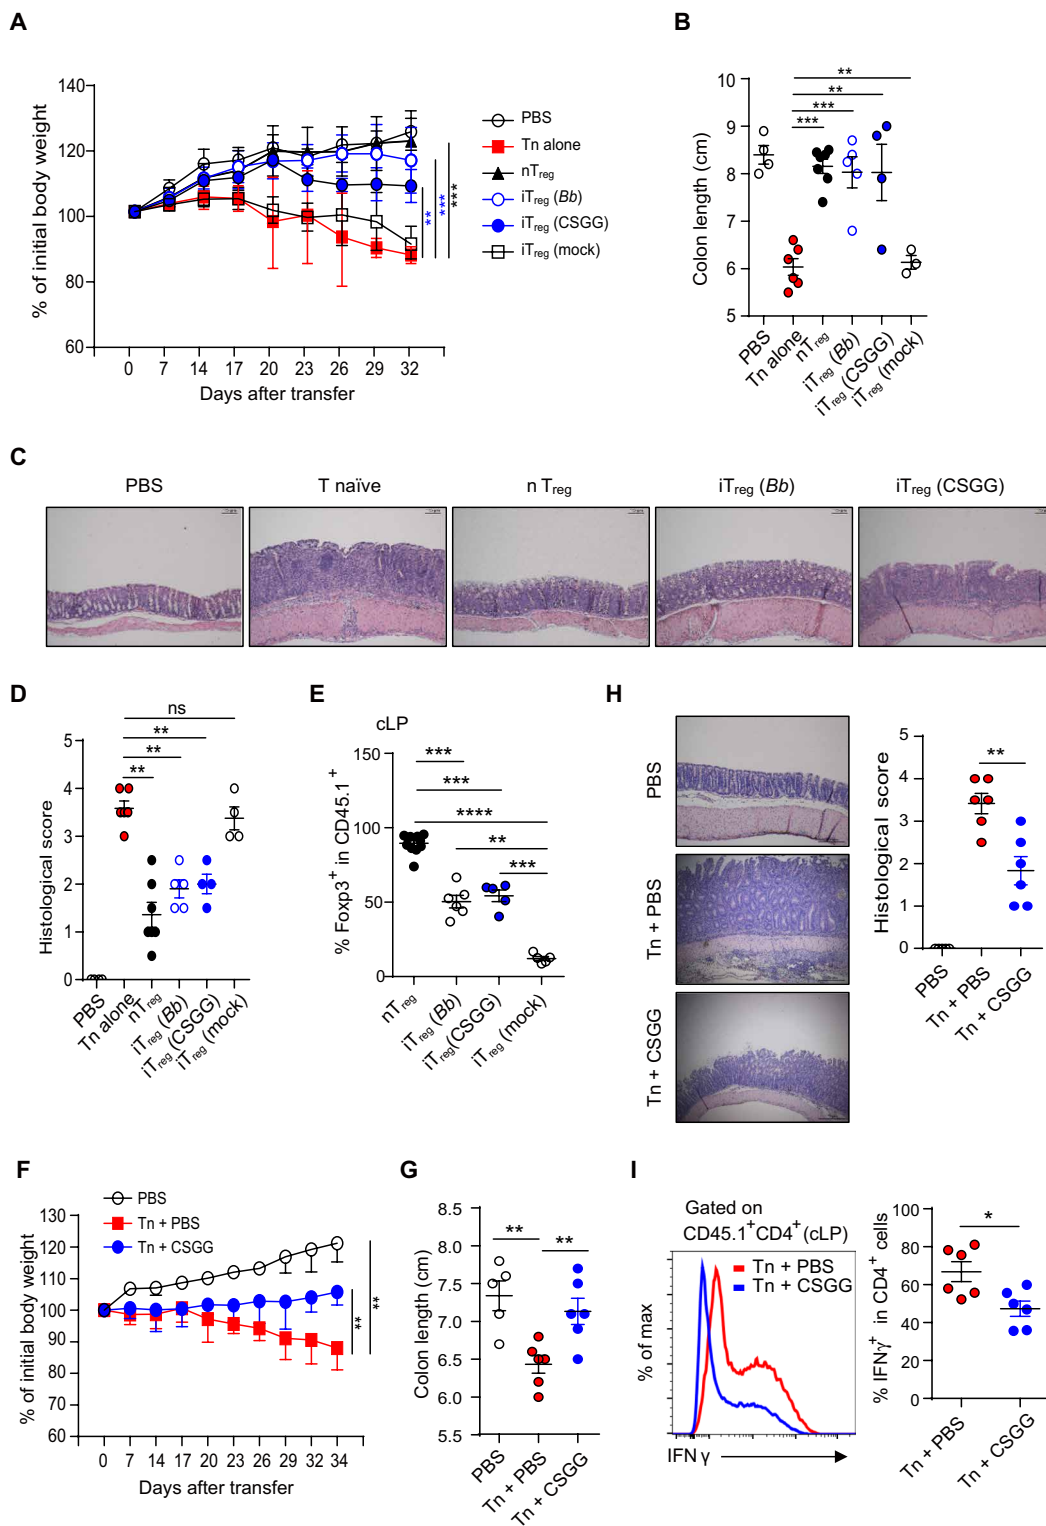 A
% of initial body weight
140
120
100
80
60
0 7 14 17 20 23 26 29 32
Days after transfer
PBS
Tn alone
nTreg
iTreg (Bb)
iTreg (CSGG)
iTreg (mock)
** *** ***
B
**
**
***
***
Colon length (cm)
10
9
8
7
6
5
PBS
Tn alone
nTreg
iTreg (Bb)
iTreg (CSGG)
iTreg (mock)
C
PBS T naïve n Treg iTreg (Bb) iTreg (CSGG)
D
ns
**
**
**
Histological score
5
4
3
2
1
0
PBS
Tn alone
nTreg
iTreg (Bb)
iTreg (CSGG)
iTreg (mock)
E
cLP
***
***
****
**
***
% Foxp3+ in CD45.1 +
150
100
50
0
nTreg
iTreg (Bb)
iTreg(CSGG)
iTreg (mock)
H
PBS
Tn + PBS
Tn + CSGG
**
Histological score
5
4
3
2
1
0
PBS
Tn + PBS
Tn + CSGG
F
PBS
Tn + PBS
Tn + CSGG
% of initial body weight
130
120
110
100
90
80
70
60
0 7 14 17 20 23 26 29 32 34
Days after transfer
** **
G
** **
Colon length (cm)
8.5
8.0
7.5
7.0
6.5
6.0
5.5
PBS
Tn + PBS
Tn + CSGG
I
Gated on
CD45.1+CD4+ (cLP)
Tn + PBS
Tn + CSGG
% of max
IFN γ
*
% IFNγ+ in CD4+ cells
100
80
60
40
20
0
Tn + PBS
Tn + CSGG